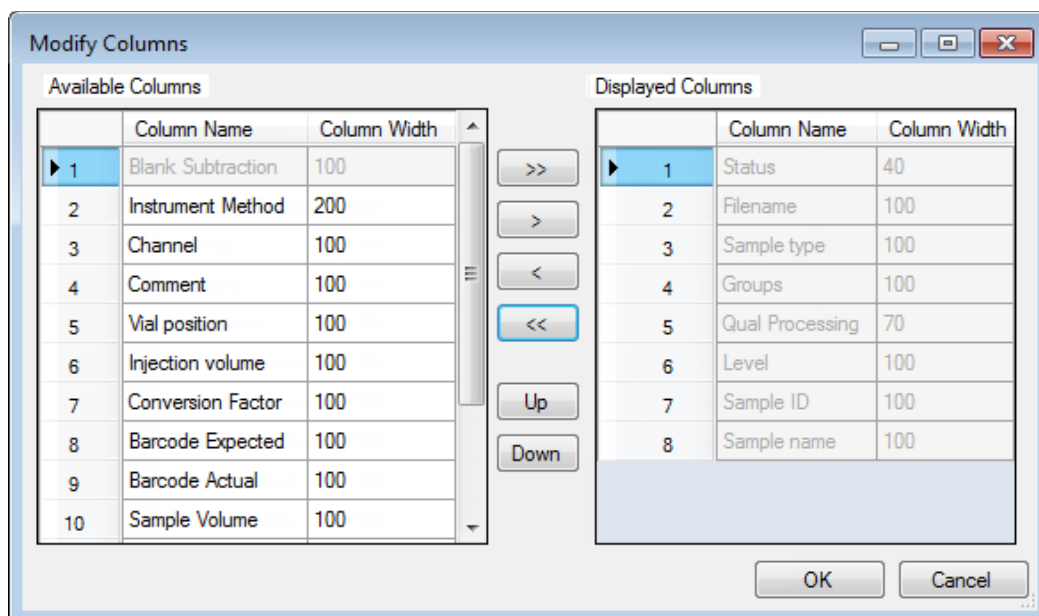 Modify Columns
Available Columns
Displayed Columns
Column Name Column Width
1 Blank Subtraction 100
2 Instrument Method 200
3 Channel 100
4 Comment 100
5 Vial position 100
6 Injection volume 100
7 Conversion Factor 100
8 Barcode Expected 100
9 Barcode Actual 100
10 Sample Volume 100
>>
>
<
<<
Up
Down
Column Name Column Width
1 Status 40
2 Filename 100
3 Sample type 100
4 Groups 100
5 Qual Processing 70
6 Level 100
7 Sample ID 100
8 Sample name 100
OK Cancel